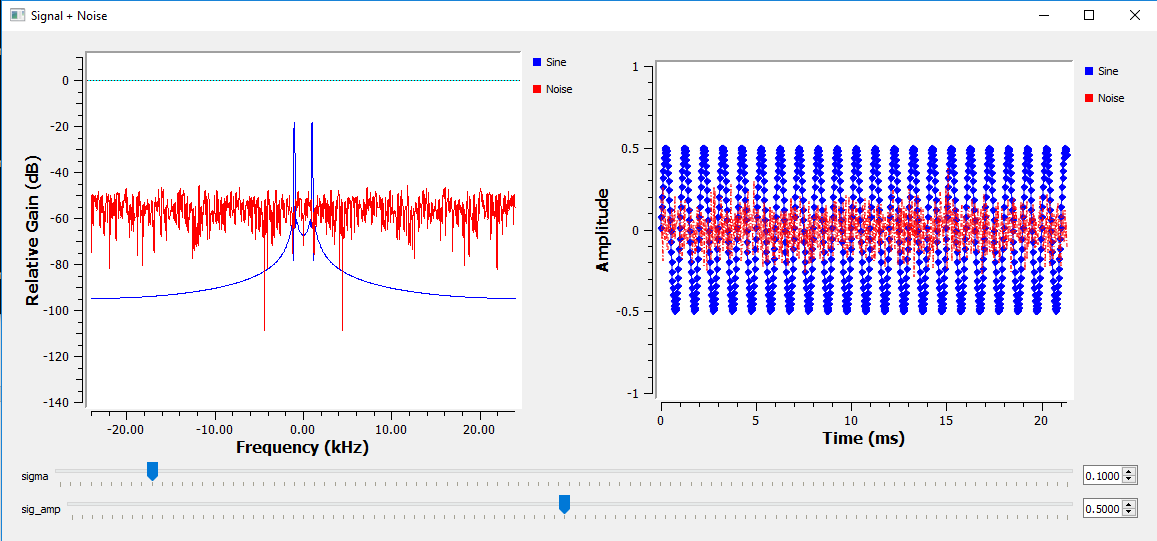 Signal + Noise
Relative Gain (dB)
0
-20
-40
-60
-80
-100
-120
-140
-20.00 -10.00 0.00 10.00 20.00
Frequency (kHz)
Sine
Noise
Amplitude
1
0.5
0
-0.5
-1
0 5 10 15 20
Time (ms)
Sine
Noise
sigma 0.1000
sig_amp 0.5000